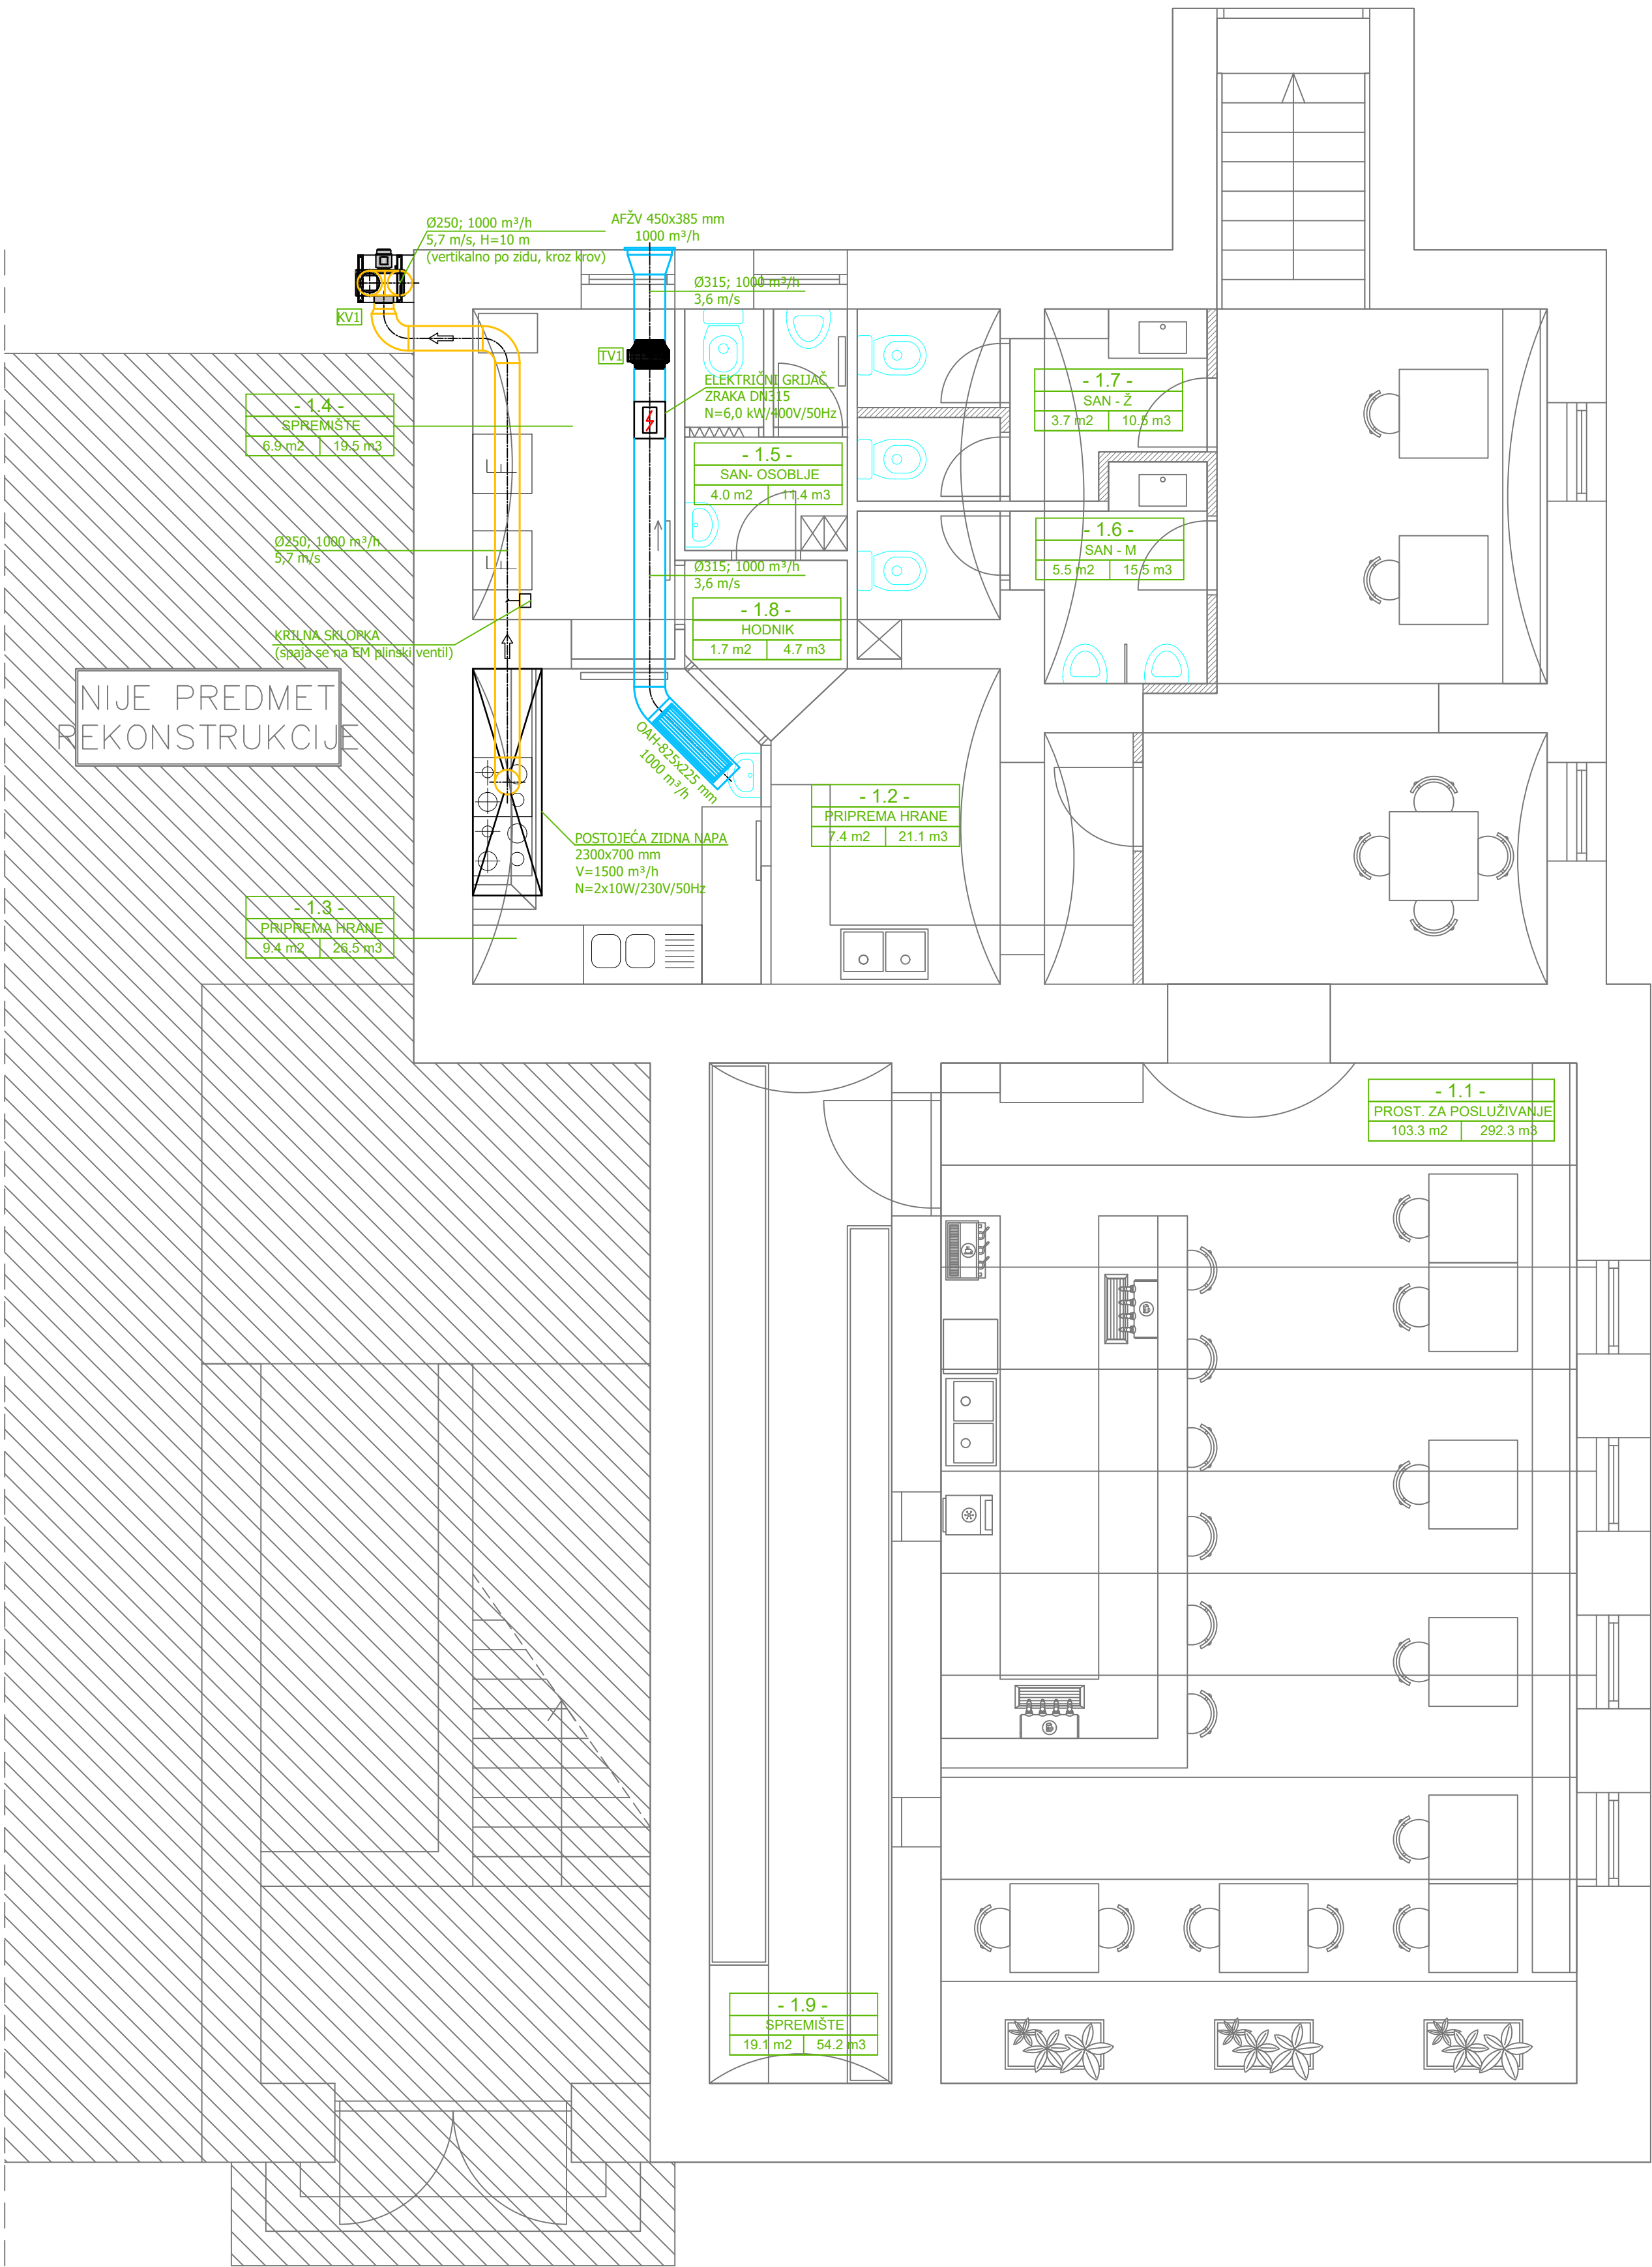 Ø250; 1000 m³/h
5,7 m/s, H=10 m
(vertikalno po zidu, kroz krov)
AFŽV 450x385 mm
1000 m³/h
Ø315; 1000 m³/h
3,6 m/s
KV1
TV1
ELEKTRIČNI GRIJAČ
ZRAKA DN315
N=6,0 kW/400V/50Hz
- 1.4 -
SPREMIŠTE
6.9 m2 19.5 m3
- 1.7 -
SAN - Ž
3.7 m2 10.5 m3
- 1.5 -
SAN- OSOBLJE
4.0 m2 11.4 m3
- 1.6 -
SAN - M
5.5 m2 15.5 m3
Ø250; 1000 m³/h
5,7 m/s
Ø315; 1000 m³/h
3,6 m/s
- 1.8 -
HODNIK
1.7 m2 4.7 m3
KRILNA SKLOPKA
(spaja se na EM plinski ventil)
NIJE PREDMET
REKONSTRUKCIJE
OAH-825x225 mm
1000 m³/h
- 1.2 -
PRIPREMA HRANE
7.4 m2 21.1 m3
POSTOJEĆA ZIDNA NAPA
2300x700 mm
V=1500 m³/h
N=2x10W/230V/50Hz
- 1.3 -
PRIPREMA HRANE
9.4 m2 26.5 m3
- 1.1 -
PROST. ZA POSLUŽIVANJE
103.3 m2 292.3 m3
- 1.9 -
SPREMIŠTE
19.1 m2 54.2 m3